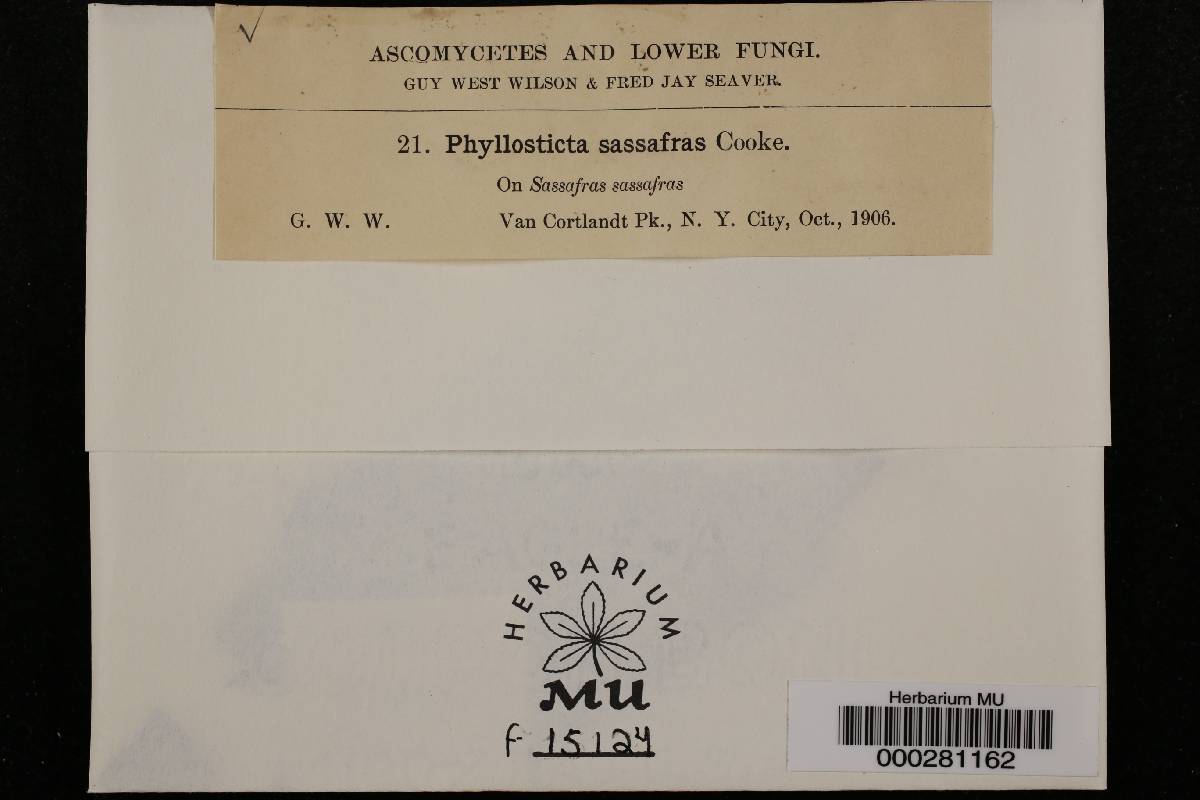 ASCOMYCETES AND LOWER FUNGI.
GUY WEST WILSON & FRED JAY SEAVER.
21. Phyllosticta sassafras Cooke.
On Sassafras sassafras
G. W. W. Van Cortlandt Pk., N. Y. City, Oct., 1906.
HERBARIUM
MU
f 15124
Herbarium MU
000281162